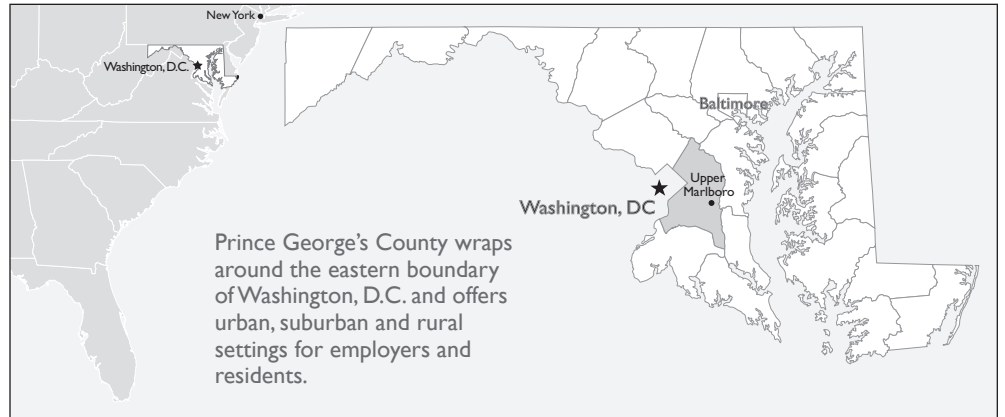 New York
Washington, D.C.
Baltimore
Upper
Marlboro
Washington, DC
Prince George’s County wraps
around the eastern boundary
of Washington, D.C. and offers
urban, suburban and rural
settings for employers and
residents.